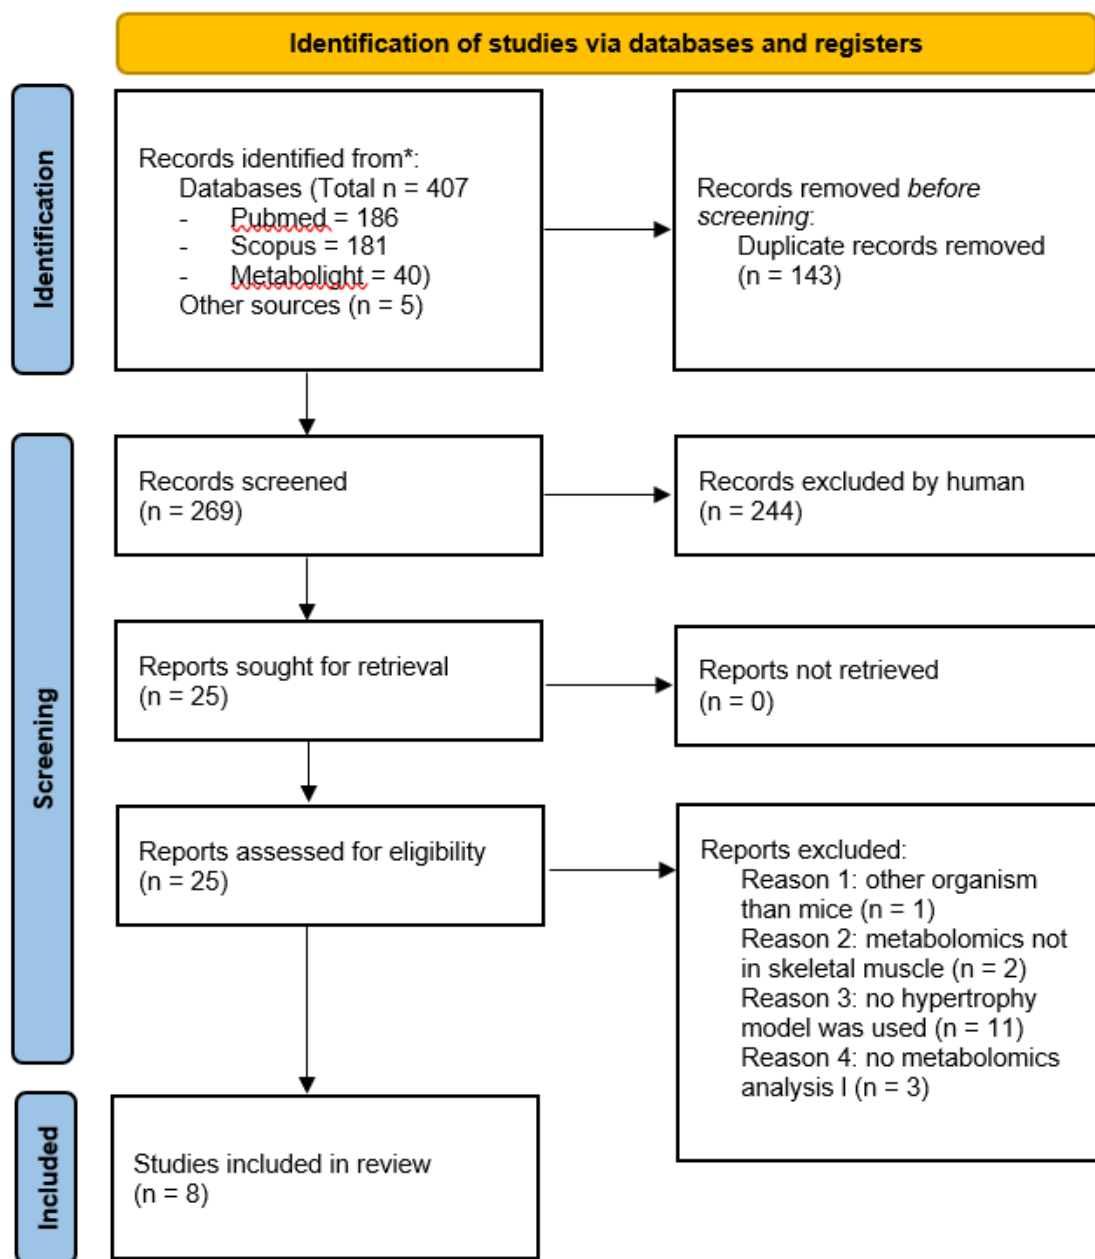 Identification of studies via databases and registers
Identification
Records identified from*:
Databases (Total n = 407
- Pubmed = 186
- Scopus = 181
- Metabolight = 40)
Other sources (n = 5)
Records removed before
screening:
Duplicate records removed
(n = 143)
Screening
Records screened
(n = 269)
Records excluded by human
(n = 244)
Reports sought for retrieval
(n = 25)
Reports not retrieved
(n = 0)
Reports assessed for eligibility
(n = 25)
Reports excluded:
Reason 1: other organism
than mice (n = 1)
Reason 2: metabolomics not
in skeletal muscle (n = 2)
Reason 3: no hypertrophy
model was used (n = 11)
Reason 4: no metabolomics
analysis l (n = 3)
Included
Studies included in review
(n = 8)